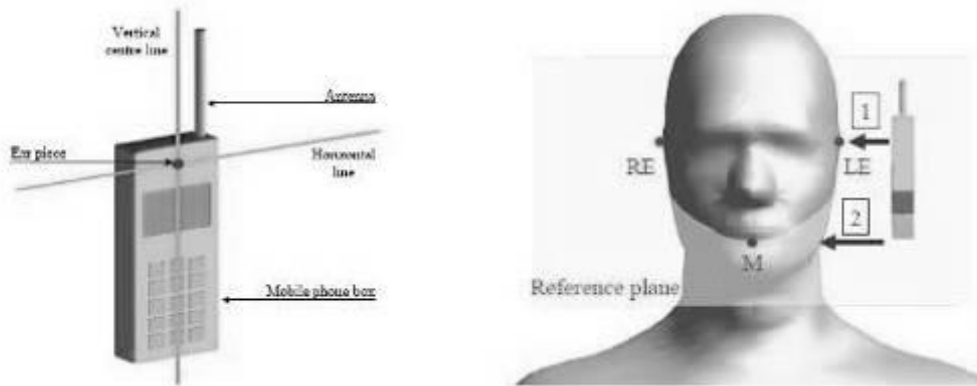 Vertical
centre line
Antenna
Ear piece
Horizontal
line
Mobile phone box
1
RE
LE
2
M
Reference plane